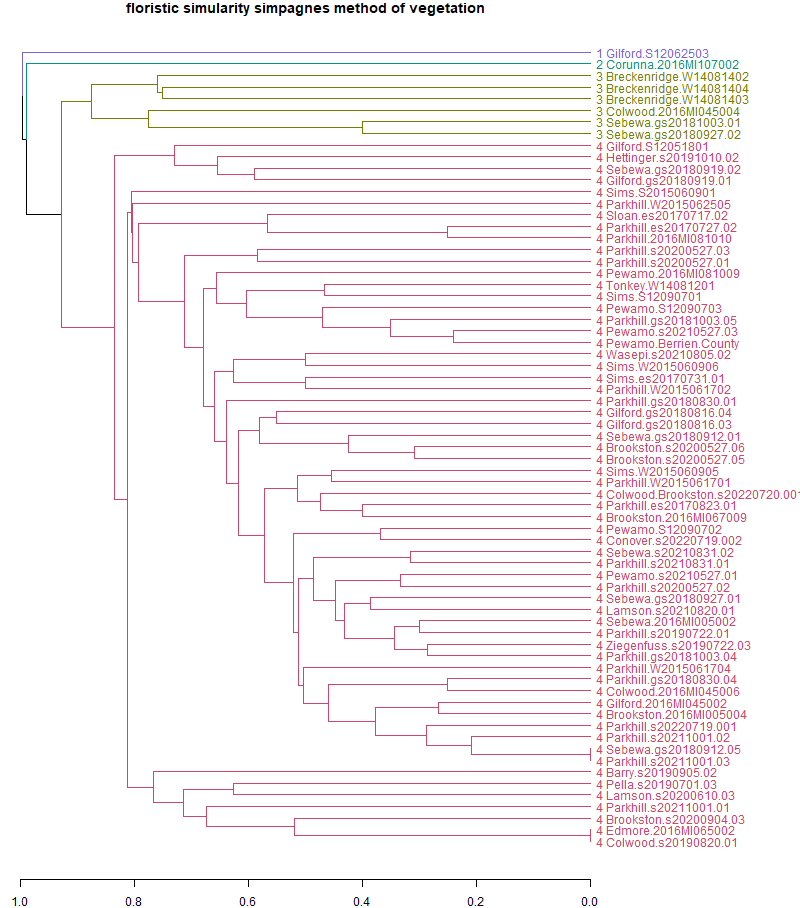 floristic simularity simpagnes method of vegetation
1 Gilford.S12062503
2 Corunna.2016MI107002
3 Breckenridge.W14081402
3 Breckenridge.W14081404
3 Breckenridge.W14081403
3 Colwood.2016MI045004
3 Sebewa.gs20181003.01
3 Sebewa.gs20180927.02
4 Gilford.S12051801
4 Hettinger.s20191010.02
4 Sebewa.gs20180919.02
4 Gilford.gs20180919.01
4 Sims.S2015060901
4 Parkhill.W2015062505
4 Sloan.es20170717.02
4 Parkhill.es20170727.02
4 Parkhill.2016MI081010
4 Parkhill.s20200527.03
4 Parkhill.s20200527.01
4 Pewamo.2016MI081009
4 Tonkey.W14081201
4 Sims.S12090701
4 Pewamo.S12090703
4 Parkhill.gs20181003.05
4 Pewamo.s20210527.03
4 Pewamo.Berrien.County
4 Wasepi.s20210805.02
4 Sims.W2015060906
4 Sims.es20170731.01
4 Parkhill.W2015061702
4 Parkhill.gs20180830.01
4 Gilford.gs20180816.04
4 Gilford.gs20180816.03
4 Sebewa.gs20180912.01
4 Brookston.s20200527.06
4 Brookston.s20200527.05
4 Sims.W2015060905
4 Parkhill.W2015061701
4 Colwood.Brookston.s20220720.001
4 Parkhill.es20170823.01
4 Brookston.2016MI067009
4 Pewamo.S12090702
4 Conover.s20220719.002
4 Sebewa.s20210831.02
4 Parkhill.s20210831.01
4 Pewamo.s20210527.01
4 Parkhill.s20200527.02
4 Sebewa.gs20180927.01
4 Lamson.s20210820.01
4 Sebewa.2016MI005002
4 Parkhill.s20190722.01
4 Ziegenfuss.s20190722.03
4 Parkhill.gs20181003.04
4 Parkhill.W2015061704
4 Parkhill.gs20180830.04
4 Colwood.2016MI045006
4 Gilford.2016MI045002
4 Brookston.2016MI005004
4 Parkhill.s20220719.001
4 Parkhill.s20211001.02
4 Sebewa.gs20180912.05
4 Parkhill.s20211001.03
4 Barry.s20190905.02
4 Pella.s20190701.03
4 Lamson.s20200610.03
4 Parkhill.s20211001.01
4 Brookston.s20200904.03
4 Edmore.2016MI065002
4 Colwood.s20190820.01
1.0 0.8 0.6 0.4 0.2 0.0